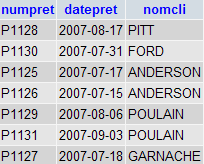 numpret datepret nomcli
P1128 2007-08-17 PITT
P1130 2007-07-31 FORD
P1125 2007-07-17 ANDERSON
P1126 2007-07-15 ANDERSON
P1129 2007-08-06 POULAIN
P1131 2007-09-03 POULAIN
P1127 2007-07-18 GARNACHE